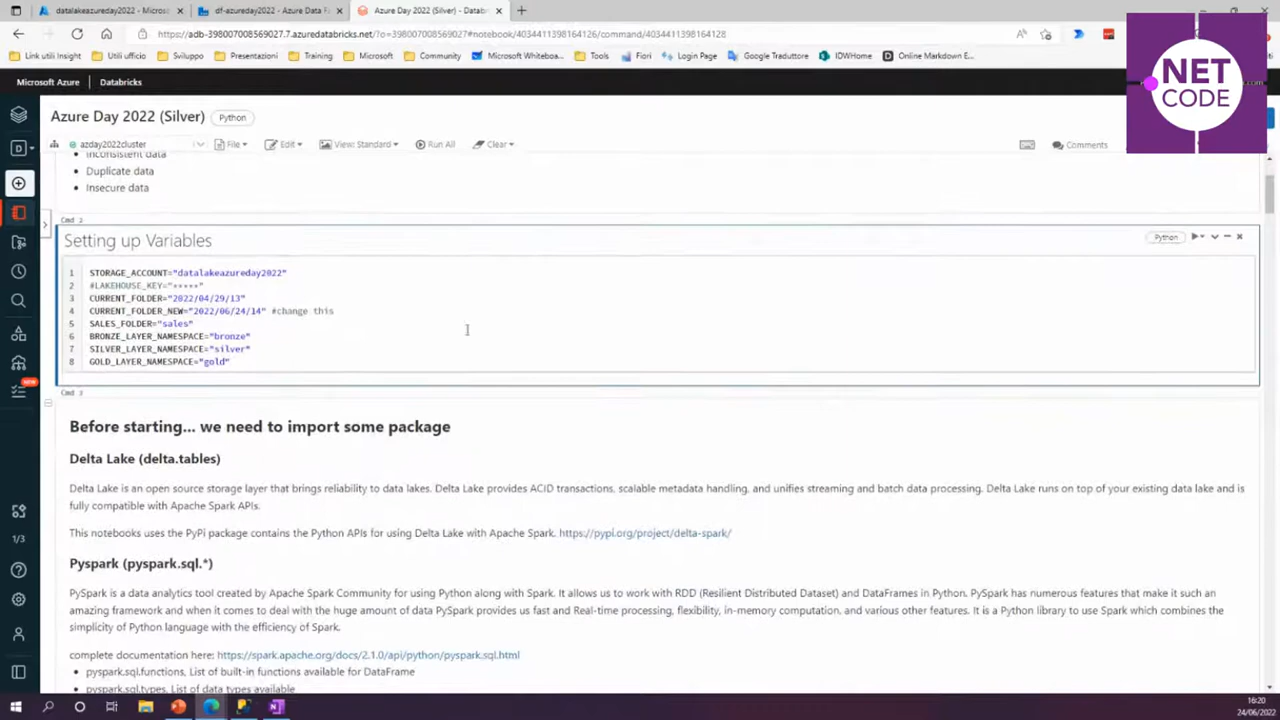 datalakeazureday2022 - Micros
df-azureday2022 - Azure Data Fa
Azure Day 2022 (Silver) - Databri
https://adb-398007008569027.7.azuredatabricks.net/?o=398007008569027#notebook/4034411398164126/command/4034411398164128
Link utili Insight
Utili ufficio
Sviluppo
Presentazioni
Training
Microsoft
Community
Microsoft Whiteboa...
Tools
Fiori
Login Page
Google Traduttore
IDWHome
Online Markdown E...
NET
CODE
Microsoft Azure
Databricks
Azure Day 2022 (Silver)
Python
azday2022cluster
File
Edit
View: Standard
Run All
Clear
Comments
Inconsistent data
Duplicate data
Insecure data
Cmd 2
Setting up Variables
Python
1 STORAGE_ACCOUNT="datalakeazureday2022"
2 #LAKEHOUSE_KEY="*****"
3 CURRENT_FOLDER="2022/04/29/13"
4 CURRENT_FOLDER_NEW="2022/06/24/14" #change this
5 SALES_FOLDER="sales"
6 BRONZE_LAYER_NAMESPACE="bronze"
7 SILVER_LAYER_NAMESPACE="silver"
8 GOLD_LAYER_NAMESPACE="gold"
Cmd 3
Before starting... we need to import some package
Delta Lake (delta.tables)
Delta Lake is an open source storage layer that brings reliability to data lakes. Delta Lake provides ACID transactions, scalable metadata handling, and unifies streaming and batch data processing. Delta Lake runs on top of your existing data lake and is
fully compatible with Apache Spark APIs.
This notebooks uses the PyPi package contains the Python APIs for using Delta Lake with Apache Spark. https://pypi.org/project/delta-spark/
Pyspark (pyspark.sql.*)
PySpark is a data analytics tool created by Apache Spark Community for using Python along with Spark. It allows us to work with RDD (Resilient Distributed Dataset) and DataFrames in Python. PySpark has numerous features that make it such an
amazing framework and when it comes to deal with the huge amount of data PySpark provides us fast and Real-time processing, flexibility, in-memory computation, and various other features. It is a Python library to use Spark which combines the
simplicity of Python language with the efficiency of Spark.
complete documentation here: https://spark.apache.org/docs/2.1.0/api/python/pyspark.sql.html
pyspark.sql.functions, List of built-in functions available for DataFrame
pyspark.sql.types, List of data types available
D
NEW
1/3
16:20
24/06/2022